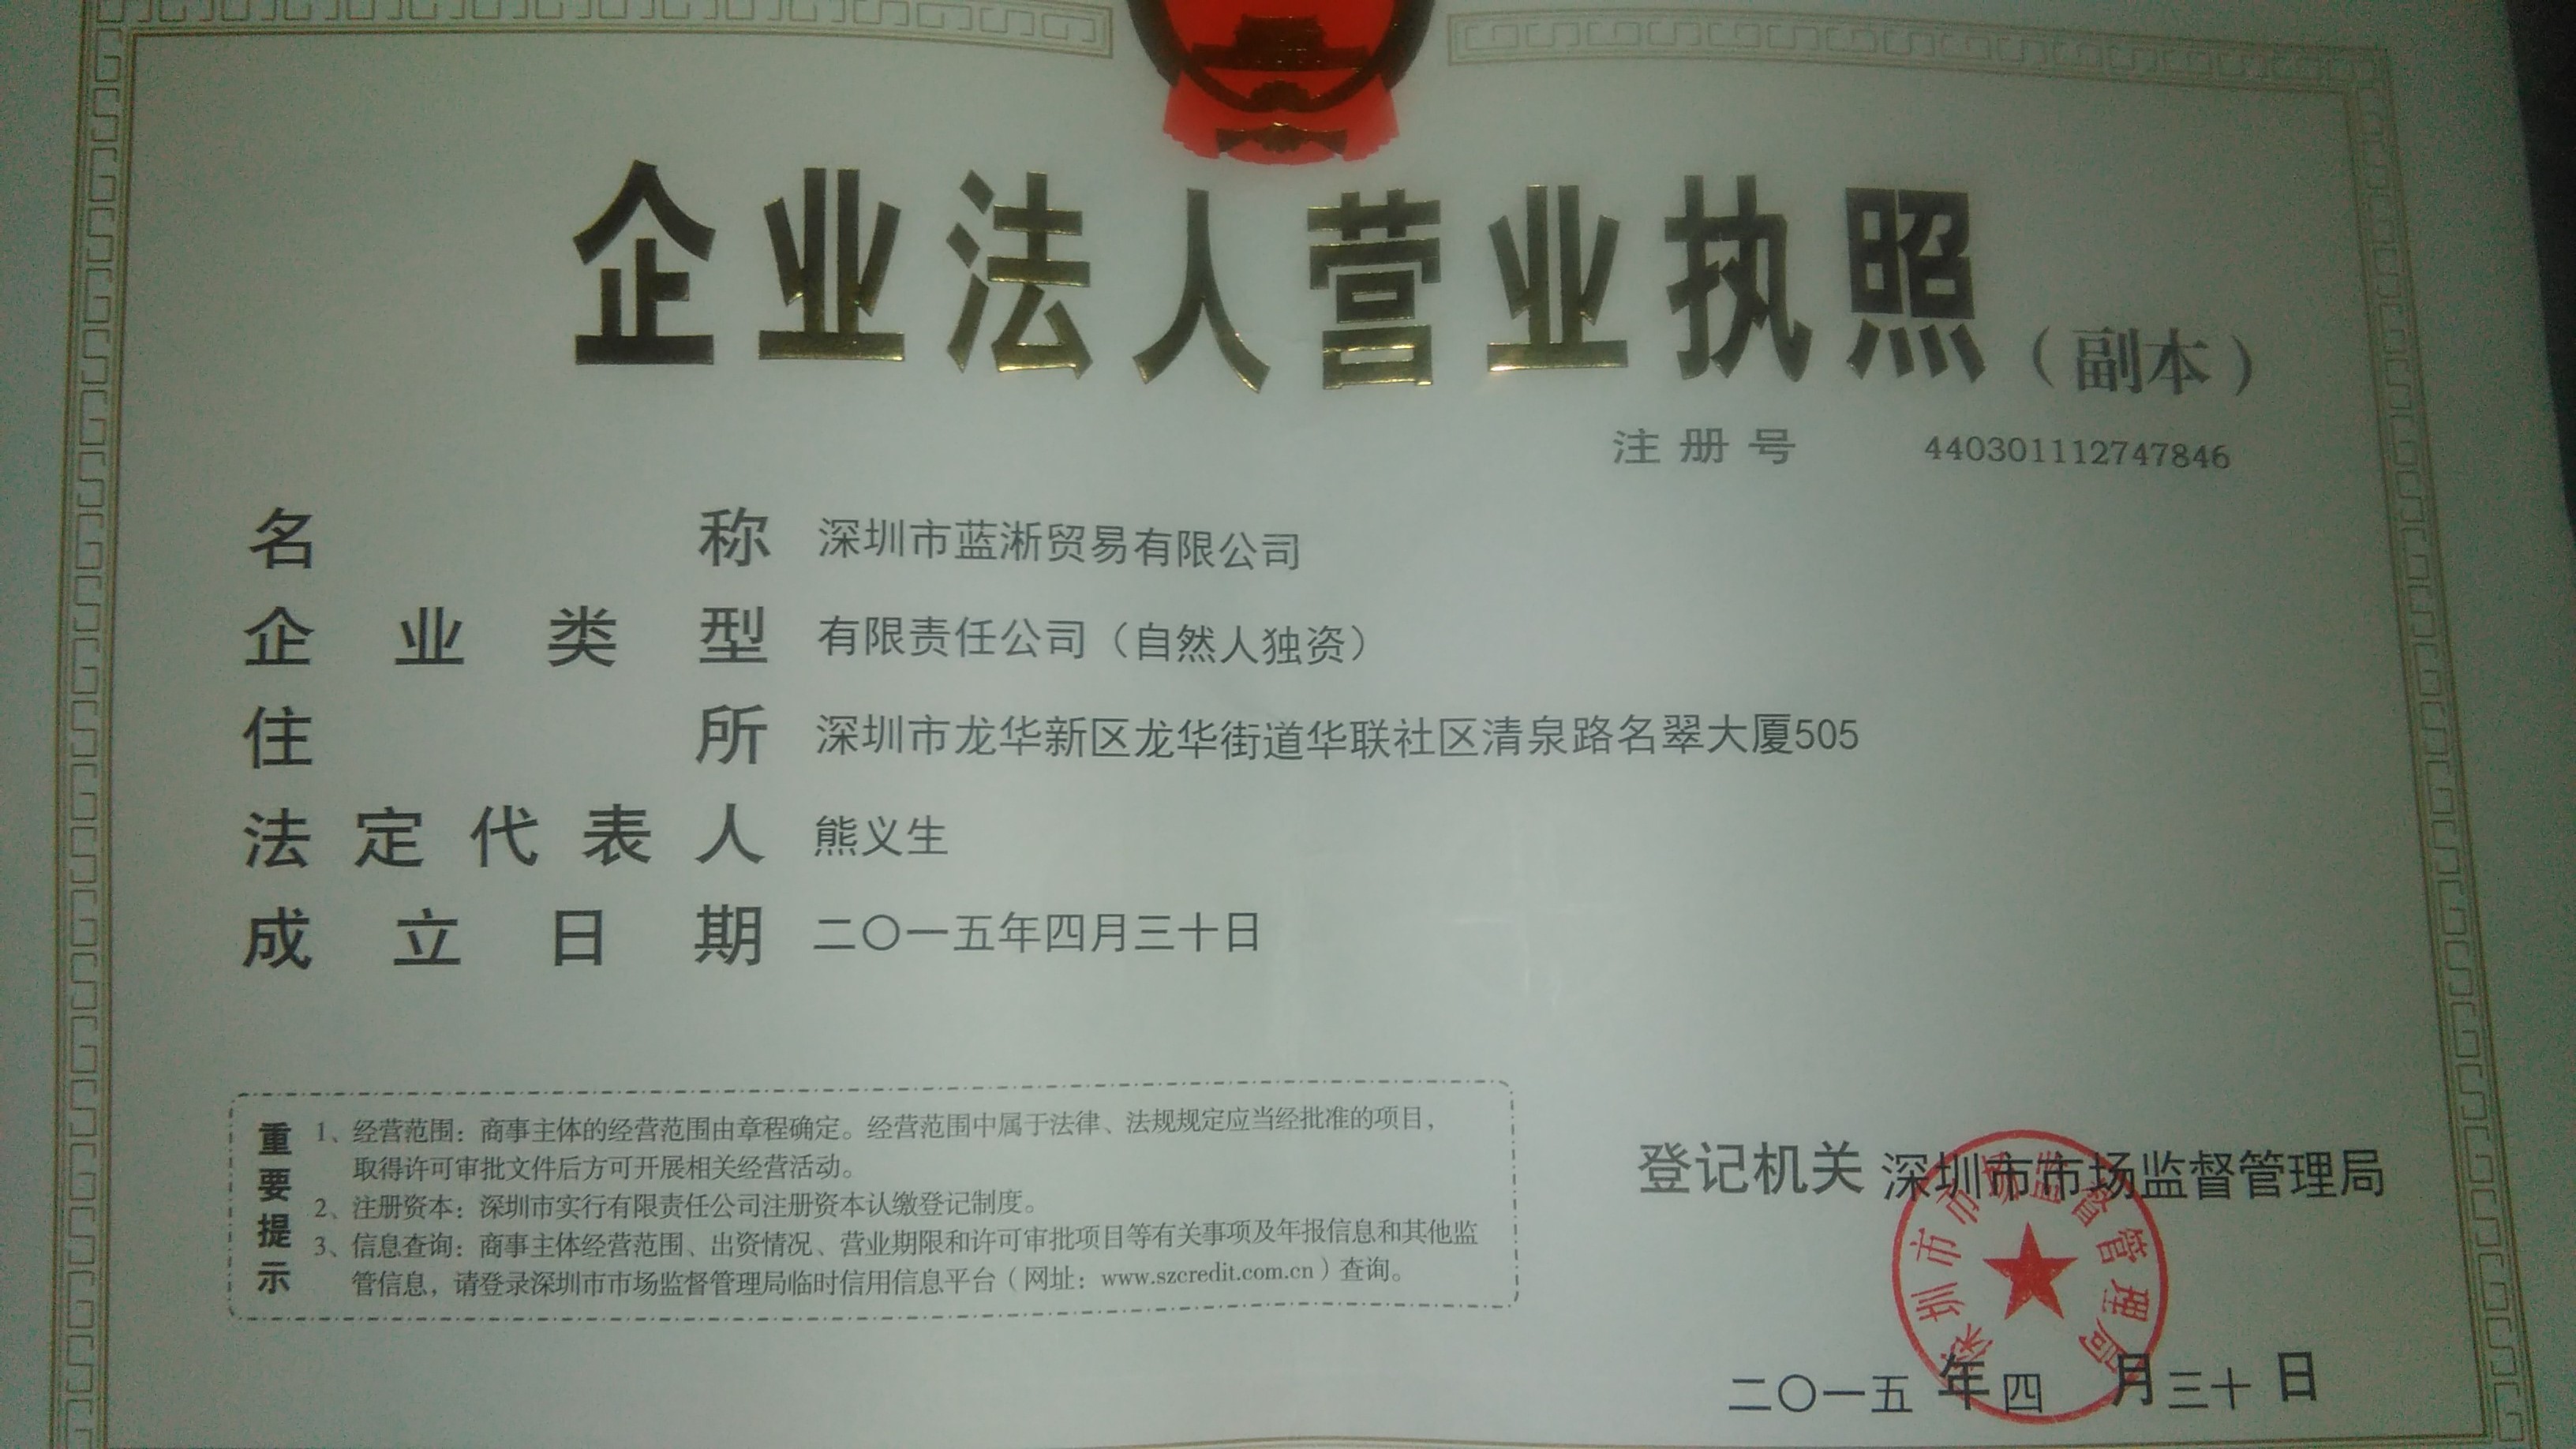 企业法人营业执照（副本）
注册号 440301112747846
名称 深圳市蓝淅贸易有限公司
企业类型 有限责任公司（自然人独资）
住所 深圳市龙华新区龙华街道华联社区清泉路名翠大厦505
法定代表人 熊义生
成立日期 二〇一五年四月三十日
重要提示
1、经营范围：商事主体的经营范围由章程确定。经营范围中属于法律、法规规定应当经批准的项目，
取得许可审批文件后方可开展相关经营活动。
2、注册资本：深圳市实行有限责任公司注册资本认缴登记制度。
3、信息查询：商事主体经营范围、出资情况、营业期限和许可审批项目等有关事项及年报信息和其他监
管信息，请登录深圳市市场监督管理局临时信用信息平台（网址：www.szcredit.com.cn）查询。
登记机关 深圳市市场监督管理局
深圳市市场监督管理局
二〇一五年四月三十日